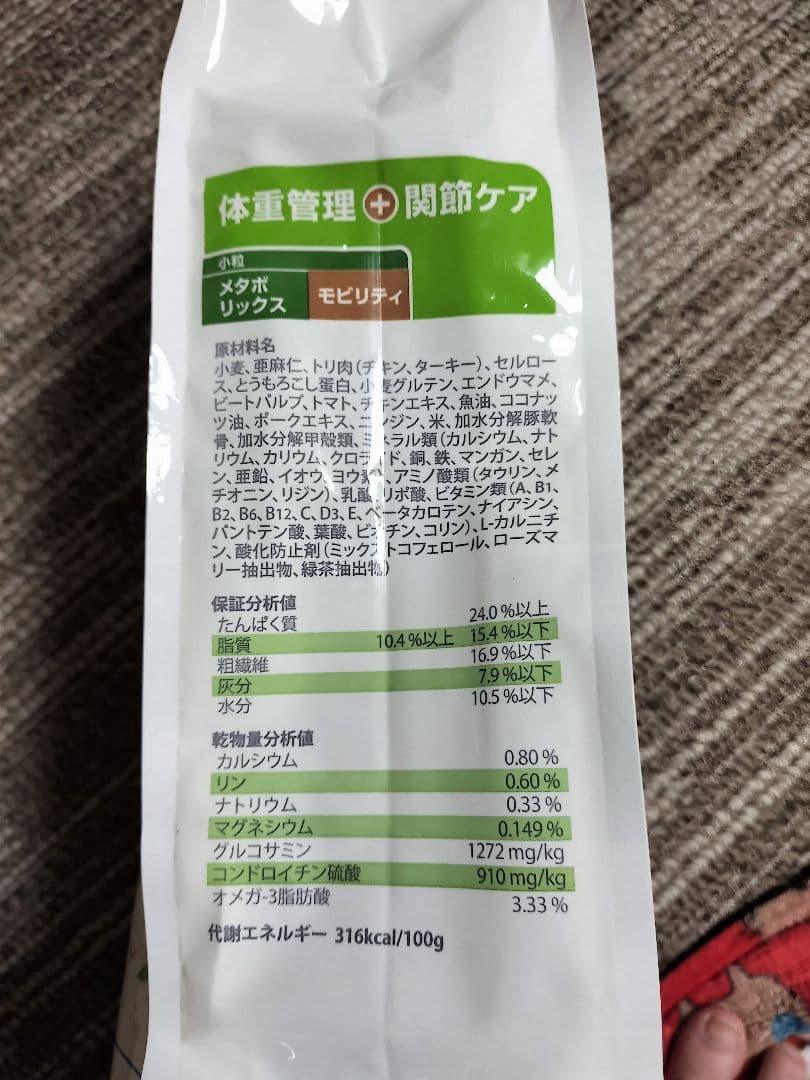 体重管理+関節ケア
小粒
メタボ
リックス
モビリティ
原材料名
小麦、亜麻仁、トリ肉(チキン、ターキー)、セルロー
ス、とうもろこし蛋白、小麦グルテン、エンドウマメ、
ビートパルプ、トマト、チキンエキス、魚油、ココナッ
ツ油、ポークエキス、ニンジン、米、加水分解豚軟
骨、加水分解甲殻類、ミネラル類(カルシウム、ナト
リウム、カリウム、クロライド、銅、鉄、マンガン、セレ
ン、亜鉛、イオウ、ヨウ素)、アミノ酸類(タウリン、メ
チオニン、リジン)、乳酸、リポ酸、ビタミン類(A、B1、
B2、B6、B12、C、D3、E、ベータカロテン、ナイアシン、
パントテン酸、葉酸、ビオチン、コリン)、L-カルニチ
ン、酸化防止剤(ミックストコフェロール、ローズマ
リー抽出物、緑茶抽出物)
保証分析値
たんぱく質 24.0%以上
脂質 10.4%以上 15.4%以下
粗繊維 16.9%以下
灰分 7.9%以下
水分 10.5%以下
乾物量分析値
カルシウム 0.80%
リン 0.60%
ナトリウム 0.33%
マグネシウム 0.149%
グルコサミン 1272mg/kg
コンドロイチン硫酸 910mg/kg
オメガ-3脂肪酸 3.33%
代謝エネルギー 316kcal/100g